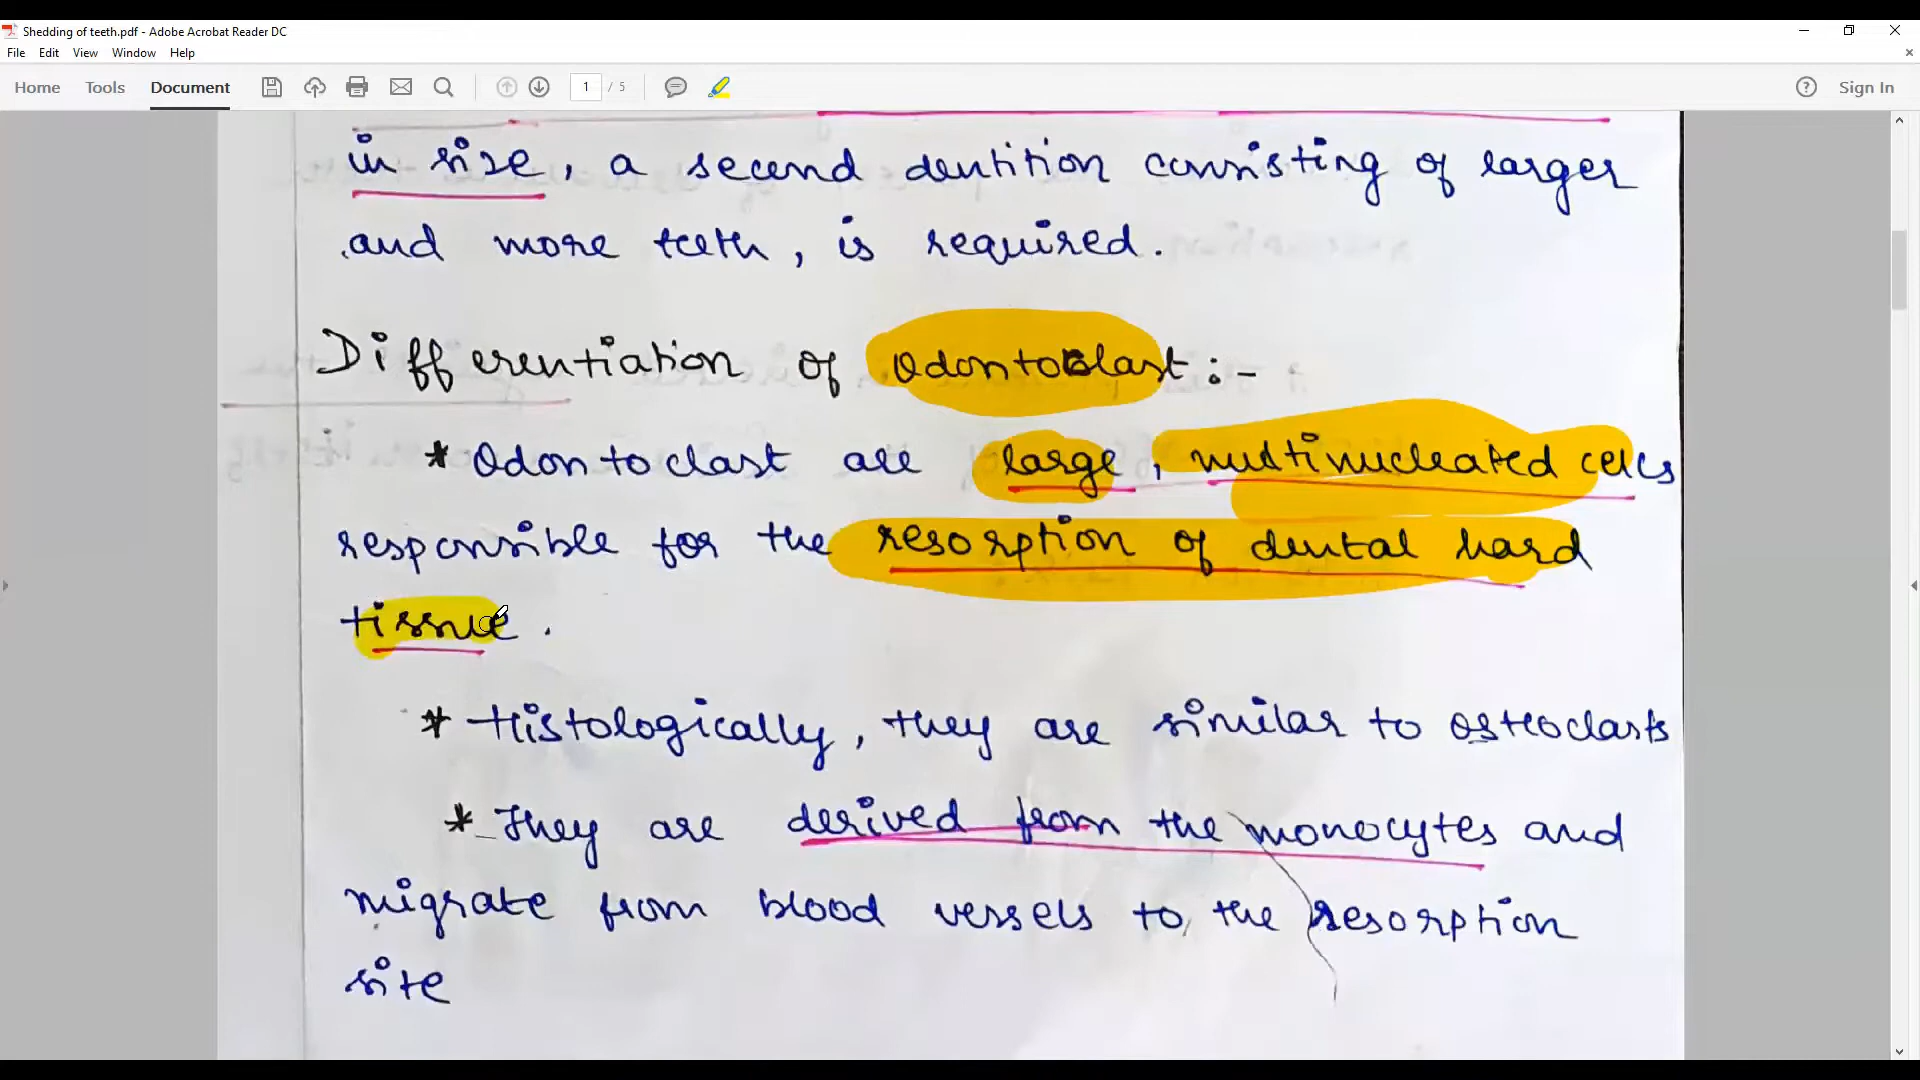 Shedding of teeth.pdf - Adobe Acrobat Reader DC
File Edit View Window Help
Home Tools Document 1 / 5 Sign In
in size, a second dentition consisting of larger
and more teeth, is required.
Differentiation of Odontoclast :-
* Odontoclast are large, multinucleated cells
responsible for the resorption of dental hard
tissue.
* Histologically, they are similar to osteoclasts
* They are derived from the monocytes and
migrate from blood vessels to the resorption
site